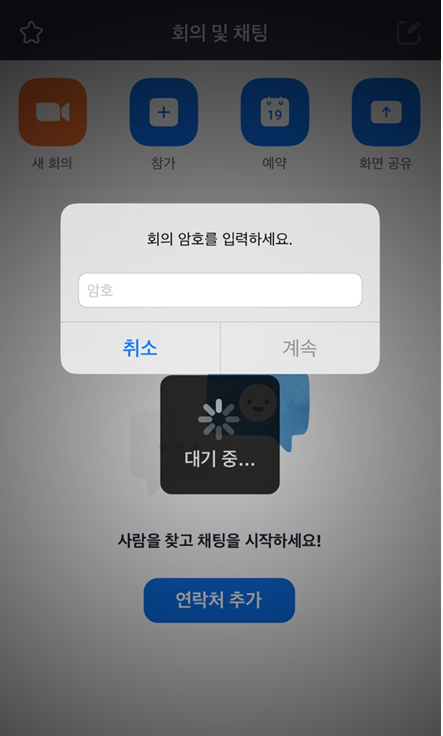 회의 및 채팅
19
새 회의
참가
예약
화면 공유
회의 암호를 입력하세요.
암호
취소
계속
대기 중...
사람을 찾고 채팅을 시작하세요!
연락처 추가